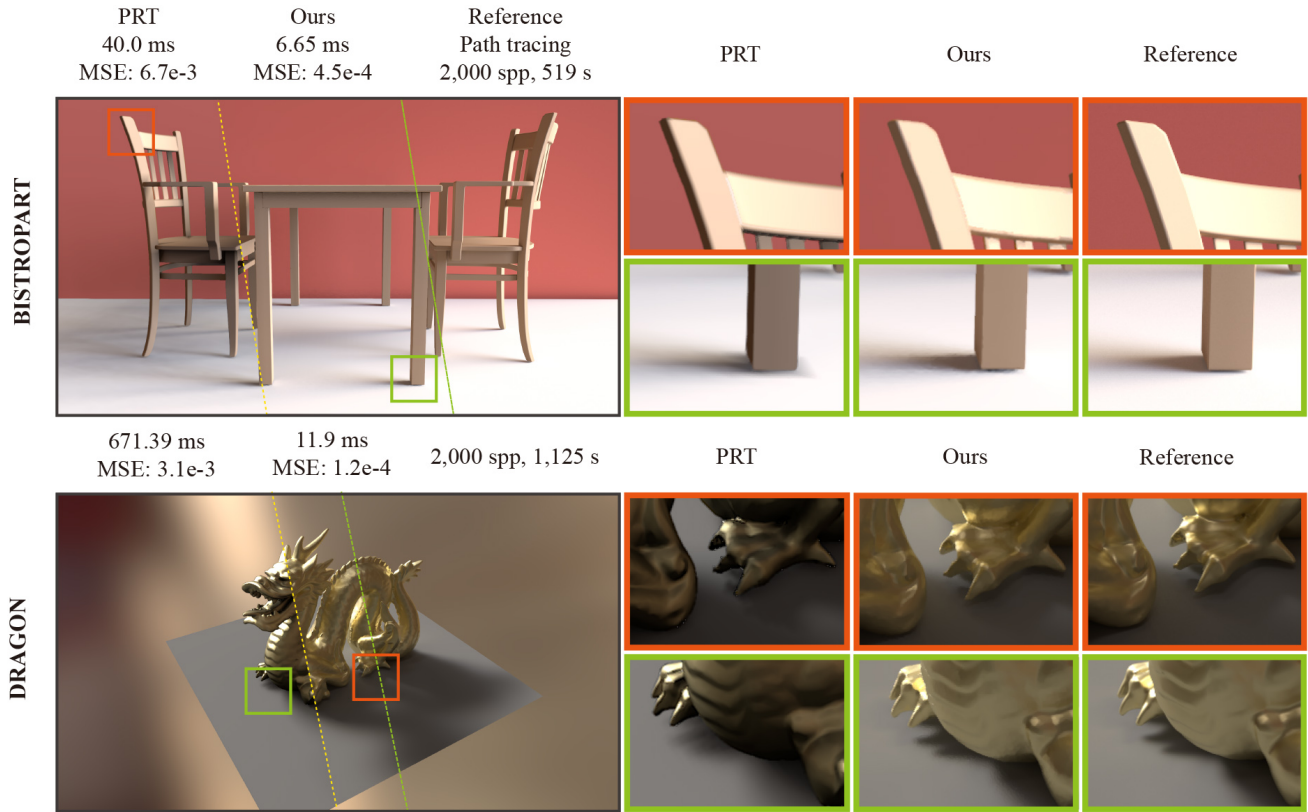 PRT
40.0 ms
MSE: 6.7e-3
Ours
6.65 ms
MSE: 4.5e-4
Reference
Path tracing
2,000 spp, 519 s
PRT
Ours
Reference
BISTROPART
671.39 ms
MSE: 3.1e-3
11.9 ms
MSE: 1.2e-4
2,000 spp, 1,125 s
PRT
Ours
Reference
DRAGON